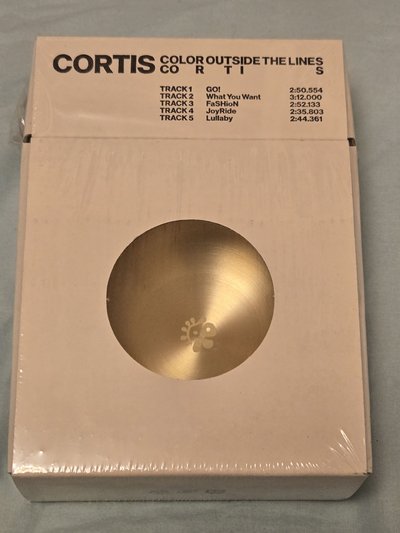 CORTIS COLOR OUTSIDE THE LINES
CO R TI S
TRACK 1 GO! 2:50.554
TRACK 2 What You Want 3:12.000
TRACK 3 FaSHioN 2:52.133
TRACK 4 JoyRide 2:35.803
TRACK 5 Lullaby 2:44.361